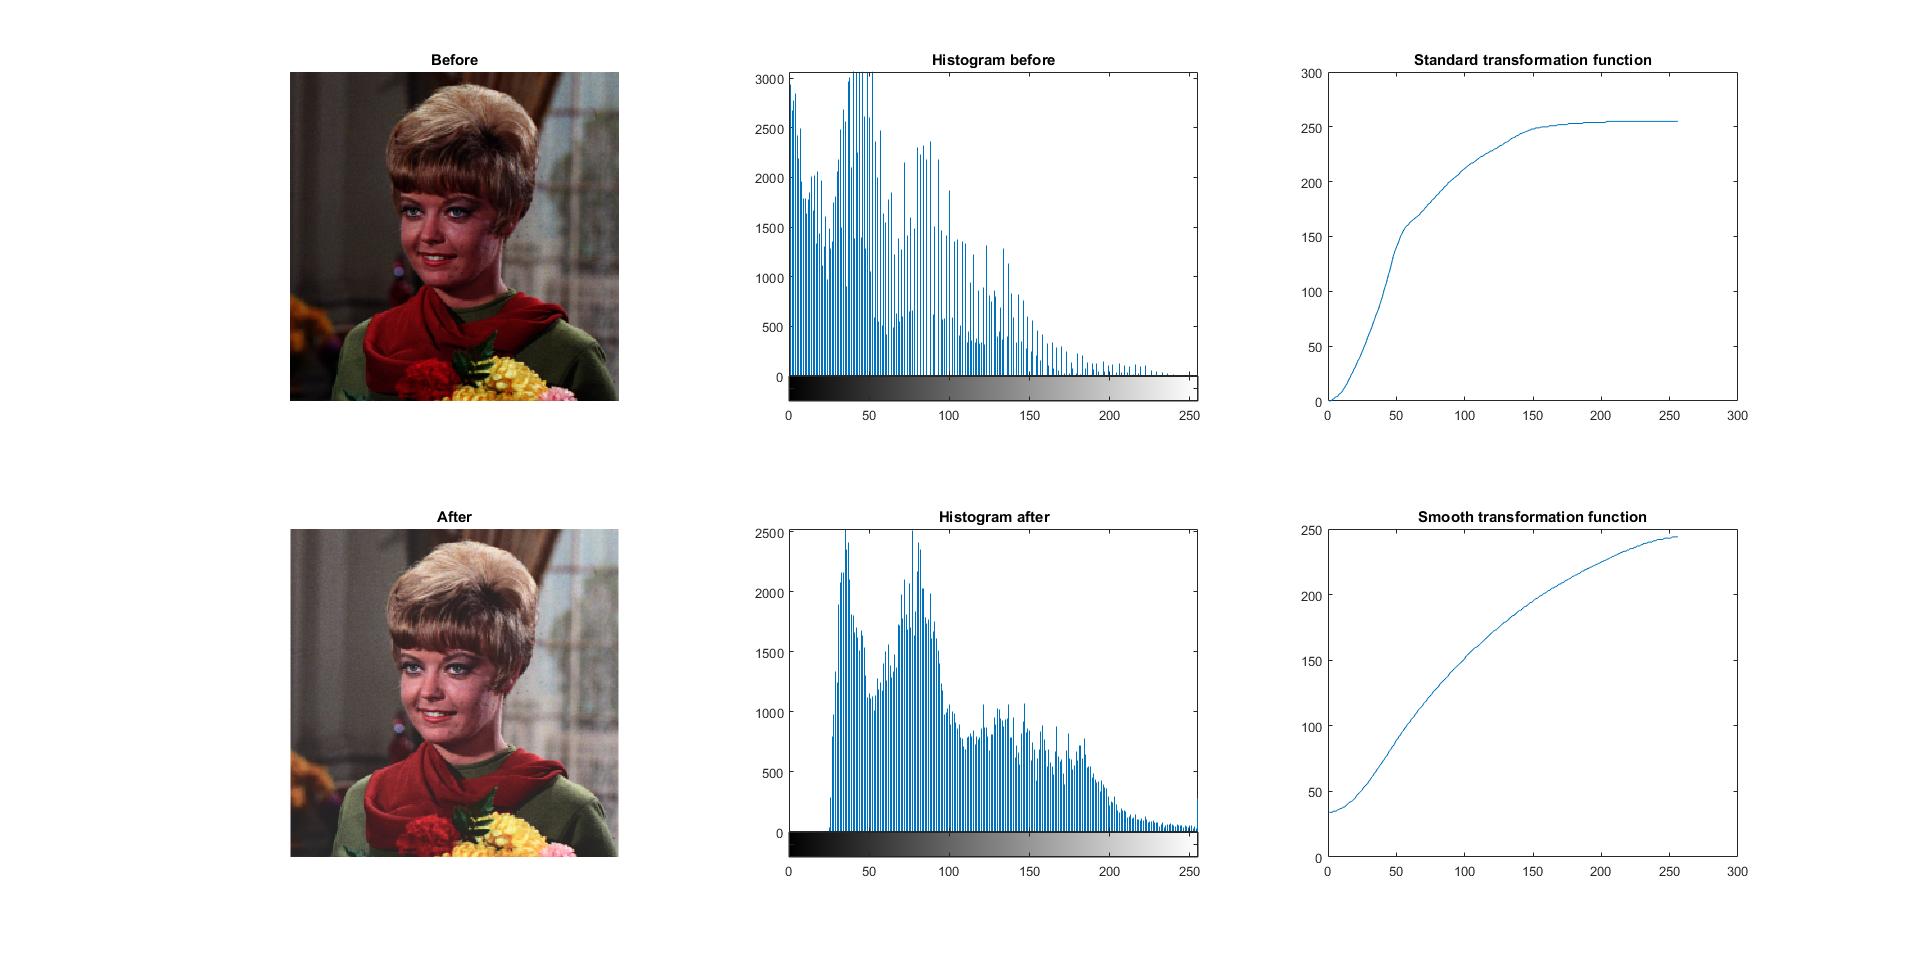 Before
Histogram before
Standard transformation function
3000
2500
2000
1500
1000
500
0
0 50 100 150 200 250
300
250
200
150
100
50
0
0 50 100 150 200 250 300
After
Histogram after
Smooth transformation function
2500
2000
1500
1000
500
0
0 50 100 150 200 250
250
200
150
100
50
0
0 50 100 150 200 250 300